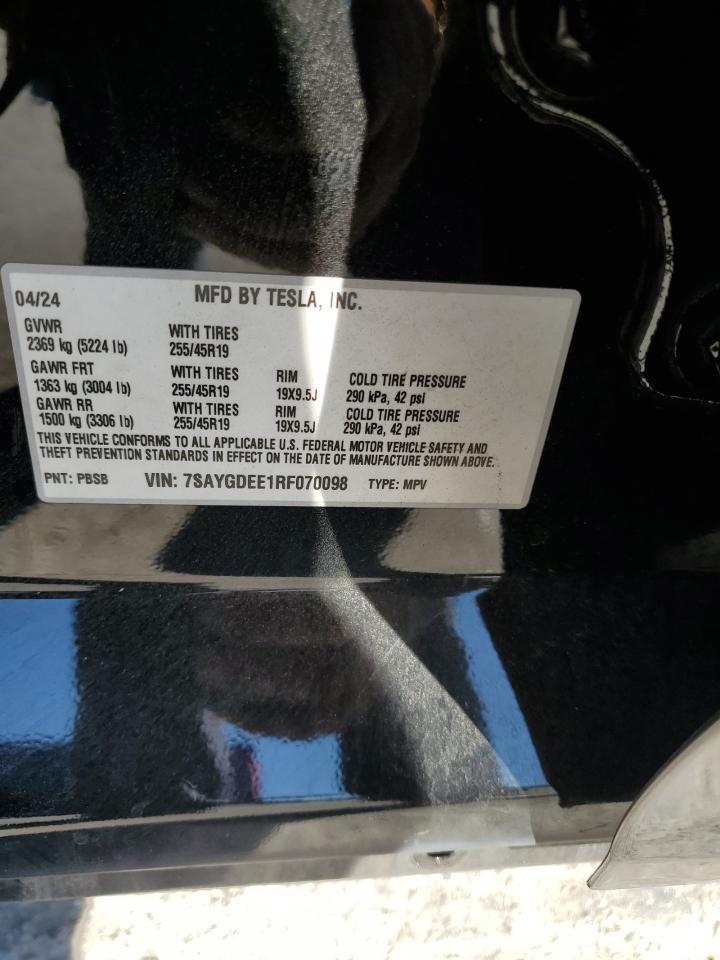 04/24 MFD BY TESLA, INC.
GVWR WITH TIRES
2369 kg (5224 lb) 255/45R19
GAWR FRT WITH TIRES RIM COLD TIRE PRESSURE
1363 kg (3004 lb) 255/45R19 19X9.5J 290 kPa, 42 psi
GAWR RR WITH TIRES RIM COLD TIRE PRESSURE
1500 kg (3306 lb) 255/45R19 19X9.5J 290 kPa, 42 psi
THIS VEHICLE CONFORMS TO ALL APPLICABLE U.S. FEDERAL MOTOR VEHICLE SAFETY AND
THEFT PREVENTION STANDARDS IN EFFECT ON THE DATE OF MANUFACTURE SHOWN ABOVE.
PNT: PBSB VIN: 7SAYGDEE1RF070098 TYPE: MPV